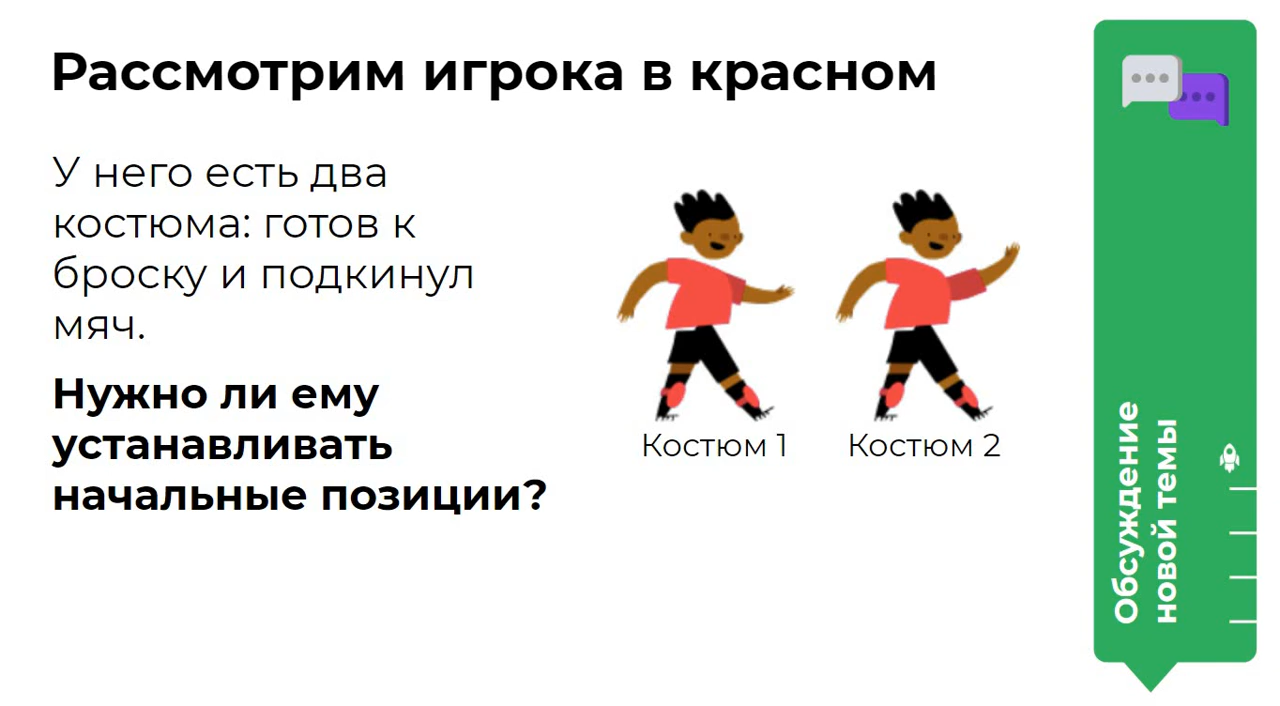 Рассмотрим игрока в красном
У него есть два
костюма: готов к
броску и подкинул
мяч.
Нужно ли ему
устанавливать
начальные позиции?
Костюм 1
Костюм 2
Обсуждение
новой темы